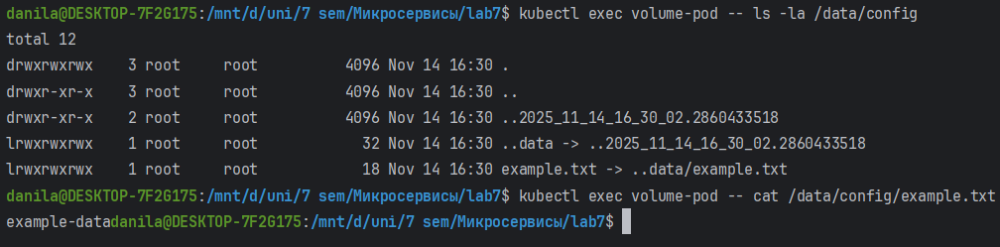 danila@DESKTOP-7F26175:/mnt/d/uni/7 sem/Микросервисы/lab7$ kubectl exec volume-pod -- ls -la /data/config
total 12
drwxrwxrwx    3 root     root          4096 Nov 14 16:30 .
drwxr-xr-x    3 root     root          4096 Nov 14 16:30 ..
drwxr-xr-x    2 root     root          4096 Nov 14 16:30 ..2025_11_14_16_30_02.2860433518
lrwxrwxrwx    1 root     root            32 Nov 14 16:30 ..data -> ..2025_11_14_16_30_02.2860433518
lrwxrwxrwx    1 root     root            18 Nov 14 16:30 example.txt -> ..data/example.txt
danila@DESKTOP-7F26175:/mnt/d/uni/7 sem/Микросервисы/lab7$ kubectl exec volume-pod -- cat /data/config/example.txt
example-datadanila@DESKTOP-7F26175:/mnt/d/uni/7 sem/Микросервисы/lab7$